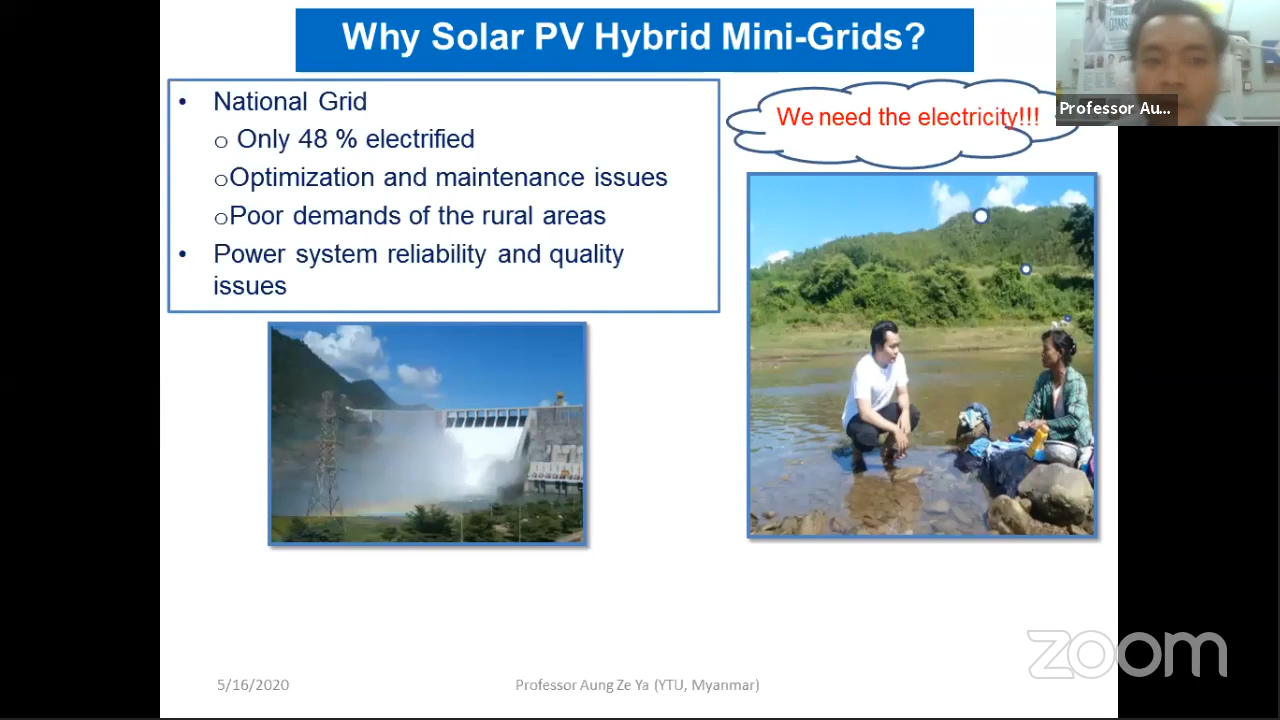 Why Solar PV Hybrid Mini-Grids?
• National Grid
o Only 48 % electrified
oOptimization and maintenance issues
oPoor demands of the rural areas
• Power system reliability and quality
issues
We need the electricity!!!
Professor Au...
5/16/2020
Professor Aung Ze Ya (YTU, Myanmar)
zoom